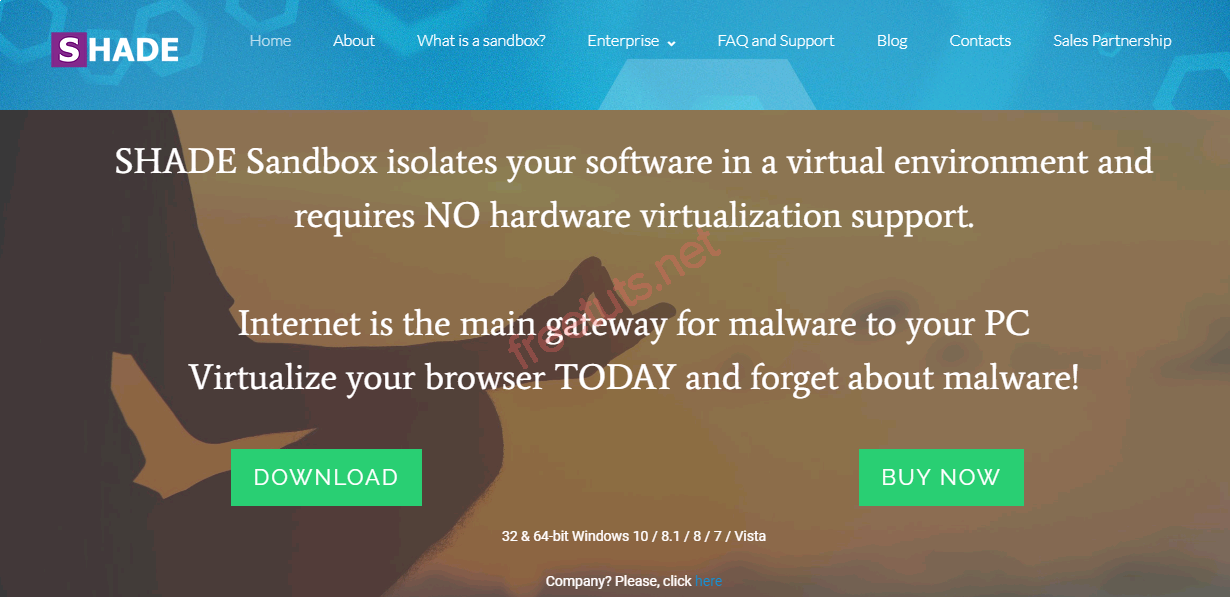 SHADE
Home
About
What is a sandbox?
Enterprise
FAQ and Support
Blog
Contacts
Sales Partnership
SHADE Sandbox isolates your software in a virtual environment and
requires NO hardware virtualization support.
freetuts.net
Internet is the main gateway for malware to your PC
Virtualize your browser TODAY and forget about malware!
DOWNLOAD
BUY NOW
32 & 64-bit Windows 10 / 8.1 / 8 / 7 / Vista
Company? Please, click here